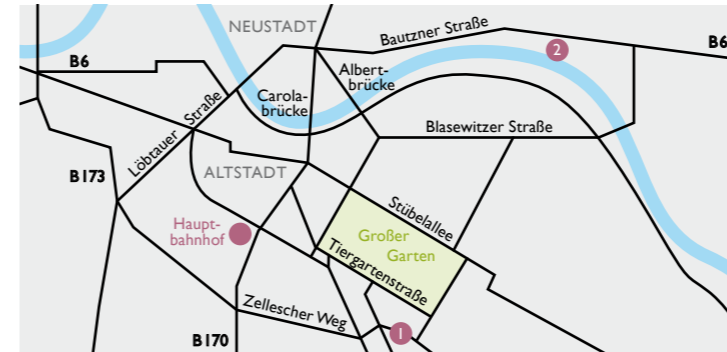 NEUSTADT
Bautzner Straße
B6
2
B6
Albert-
brücke
Carola-
brücke
Löbtauer Straße
Blasewitzer Straße
B173
ALTSTADT
Stübelallee
Haupt-
bahnhof
Großer
Garten
Tiergartenstraße
Zellescher Weg
1
B170